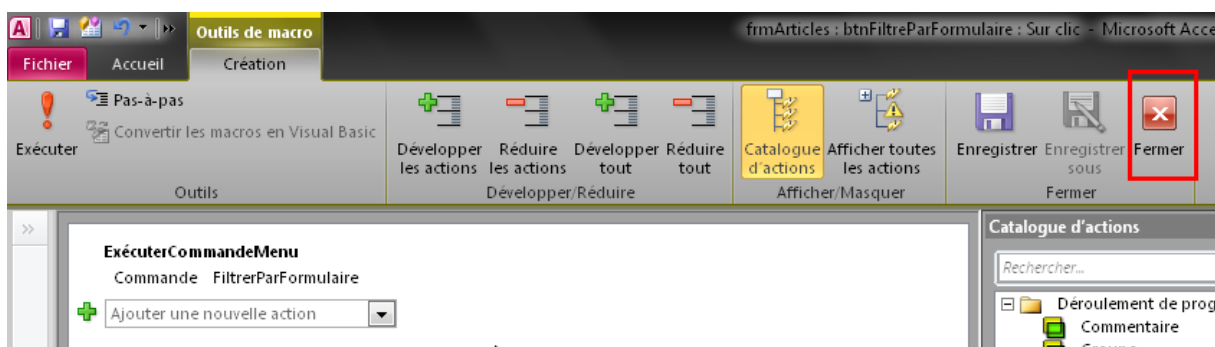 Outils de macro
frmArticles : btnFiltreParFormulaire : Sur clic - Microsoft Acce
Fichier Accueil Création
Exécuter
Pas-à-pas
Convertir les macros en Visual Basic
Outils
Développer les actions
Réduire les actions
Développer tout
Réduire tout
Développer/Réduire
Catalogue d'actions
Afficher toutes les actions
Afficher/Masquer
Enregistrer
Enregistrer sous
Fermer
Fermer
ExécuterCommandeMenu
Commande FiltrerParFormulaire
Ajouter une nouvelle action
Catalogue d'actions
Rechercher...
Déroulement de prog
Commentaire